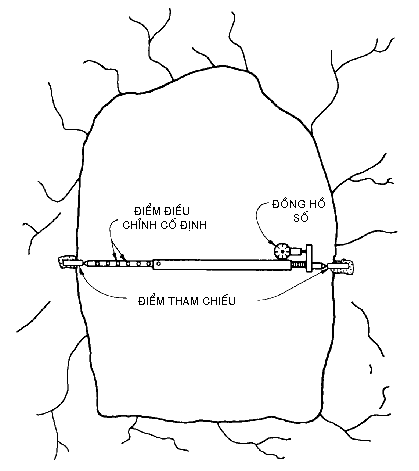 ĐIỂM ĐIỀU
CHỈNH CỐ ĐỊNH
ĐỒNG HỒ
SỐ
ĐIỂM THAM CHIẾU